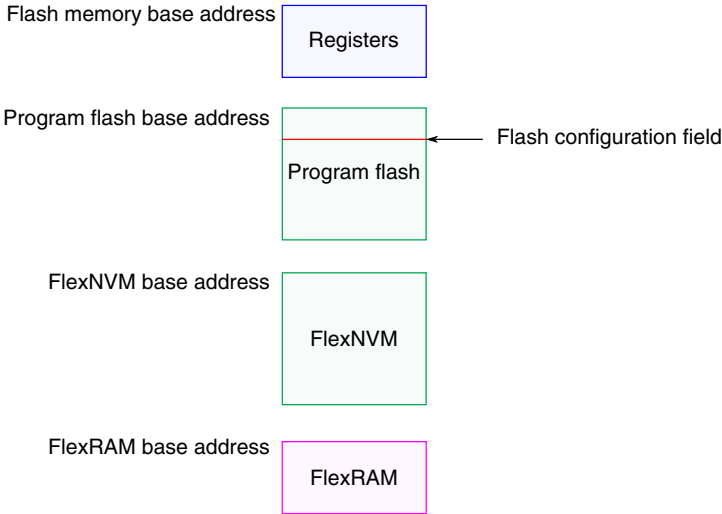 Flash memory base address
Registers
Program flash base address
Flash configuration field
Program flash
FlexNVM base address
FlexNVM
FlexRAM base address
FlexRAM